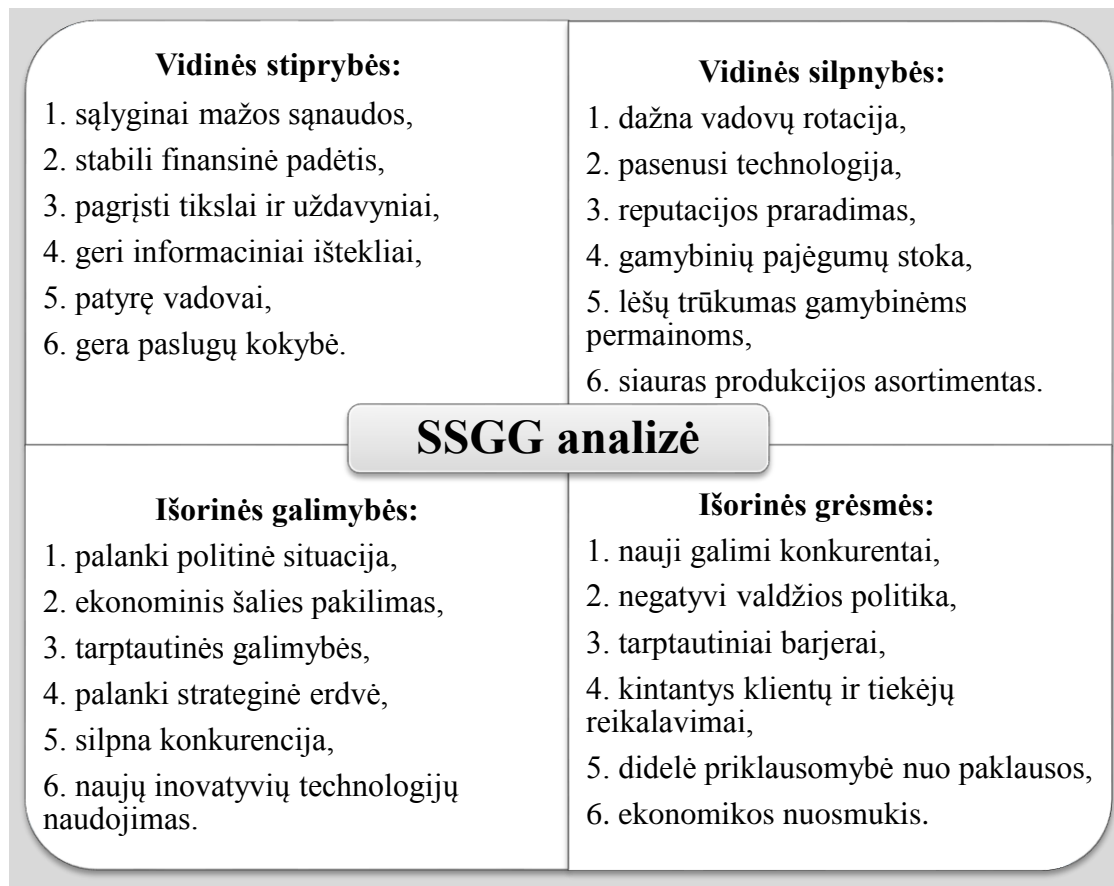 Vidinės stiprybės:
1. sąlyginai mažos sąnaudos,
2. stabili finansinė padėtis,
3. pagrįsti tikslai ir uždavyniai,
4. geri informaciniai ištekliai,
5. patyrę vadovai,
6. gera paslugų kokybė.
Vidinės silpnybės:
1. dažna vadovų rotacija,
2. pasenusi technologija,
3. reputacijos praradimas,
4. gamybinių pajėgumų stoka,
5. lėšų trūkumas gamybinėms
permainoms,
6. siauras produkcijos asortimentas.
SSGG analizė
Išorinės galimybės:
1. palanki politinė situacija,
2. ekonominis šalies pakilimas,
3. tarptautinės galimybės,
4. palanki strateginė erdvė,
5. silpna konkurencija,
6. naujų inovatyvių technologijų
naudojimas.
Išorinės grėsmės:
1. nauji galimi konkurentai,
2. negatyvi valdžios politika,
3. tarptautiniai barjerai,
4. kintantys klientų ir tiekėjų
reikalavimai,
5. didelė priklausomybė nuo paklausos,
6. ekonomikos nuosmukis.